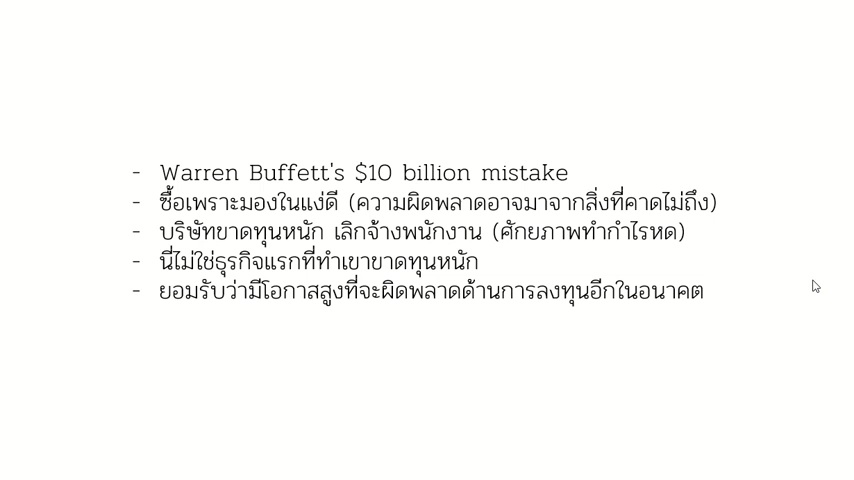 - Warren Buffett's $10 billion mistake
- ซื้อเพราะมองในแง่ดี (ความผิดพลาดอาจมาจากสิ่งที่คาดไม่ถึง)
- บริษัทขาดทุนหนัก เลิกจ้างพนักงาน (ศักยภาพทำกำไรหด)
- นี่ไม่ใช่ธุรกิจแรกที่ทำเขาขาดทุนหนัก
- ยอมรับว่ามีโอกาสสูงที่จะผิดพลาดด้านการลงทุนอีกในอนาคต